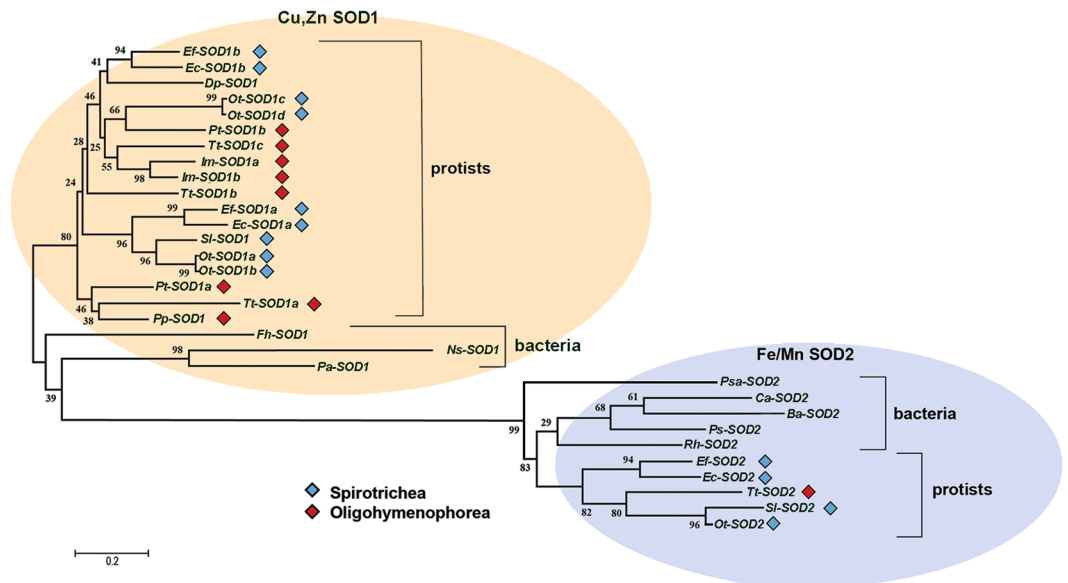 Cu,Zn SOD1
94
Ef-SOD1b
41
Ec-SOD1b
Dp-SOD1
46
99
Ot-SOD1c
66
Ot-SOD1d
Pt-SOD1b
28
25
Tt-SOD1c
protists
55
Im-SOD1a
98
Im-SOD1b
24
Tt-SOD1b
99
Ef-SOD1a
Ec-SOD1a
80
96
Sl-SOD1
96
Ot-SOD1a
99
Ot-SOD1b
Pt-SOD1a
46
Tt-SOD1a
38
Pp-SOD1
Fh-SOD1
bacteria
98
Ns-SOD1
Pa-SOD1
39
Fe/Mn SOD2
Psa-SOD2
61
Ca-SOD2
68
Ba-SOD2
bacteria
99
29
Ps-SOD2
Rh-SOD2
83
94
Ef-SOD2
Ec-SOD2
protists
Tt-SOD2
82
80
Sl-SOD2
96
Ot-SOD2
Spirotrichea
Oligohymenophorea
0.2